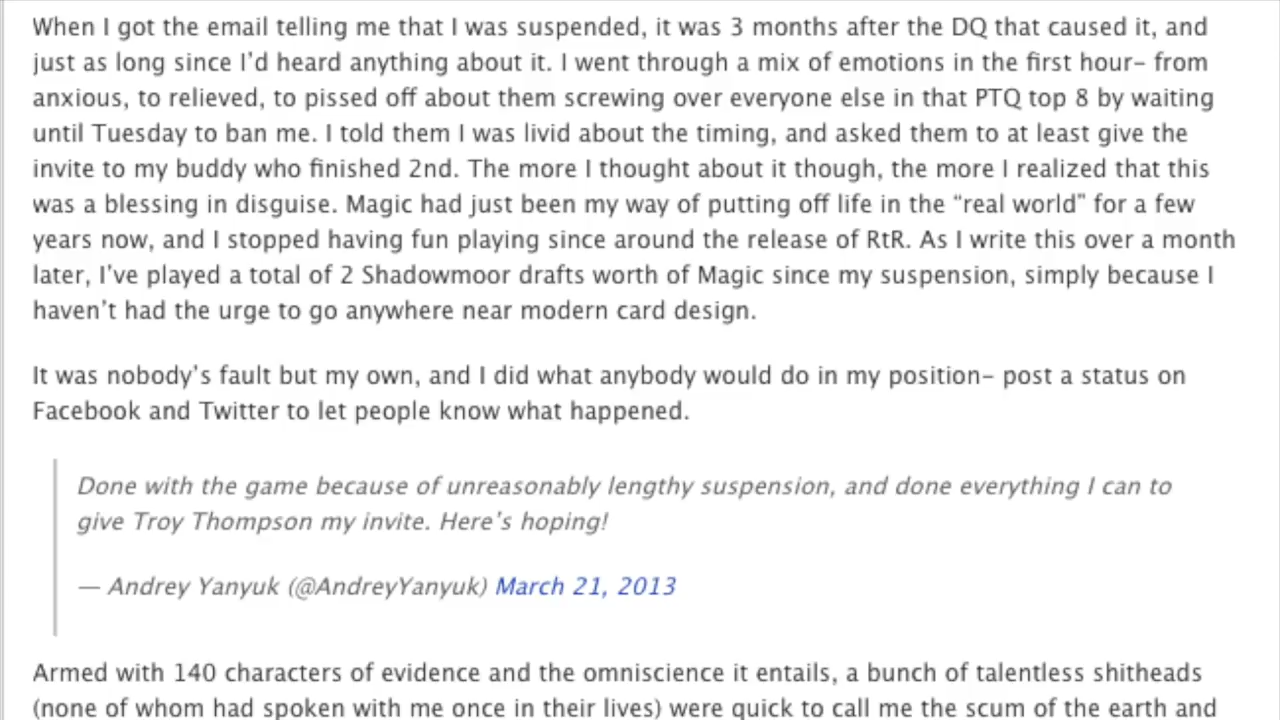 When I got the email telling me that I was suspended, it was 3 months after the DQ that caused it, and
just as long since I'd heard anything about it. I went through a mix of emotions in the first hour– from
anxious, to relieved, to pissed off about them screwing over everyone else in that PTQ top 8 by waiting
until Tuesday to ban me. I told them I was livid about the timing, and asked them to at least give the
invite to my buddy who finished 2nd. The more I thought about it though, the more I realized that this
was a blessing in disguise. Magic had just been my way of putting off life in the “real world” for a few
years now, and I stopped having fun playing since around the release of RtR. As I write this over a month
later, I've played a total of 2 Shadowmoor drafts worth of Magic since my suspension, simply because I
haven't had the urge to go anywhere near modern card design.
It was nobody's fault but my own, and I did what anybody would do in my position– post a status on
Facebook and Twitter to let people know what happened.
Done with the game because of unreasonably lengthy suspension, and done everything I can to
give Troy Thompson my invite. Here's hoping!
— Andrey Yanyuk (@AndreyYanyuk) March 21, 2013
Armed with 140 characters of evidence and the omniscience it entails, a bunch of talentless shitheads
(none of whom had spoken with me once in their lives) were quick to call me the scum of the earth and